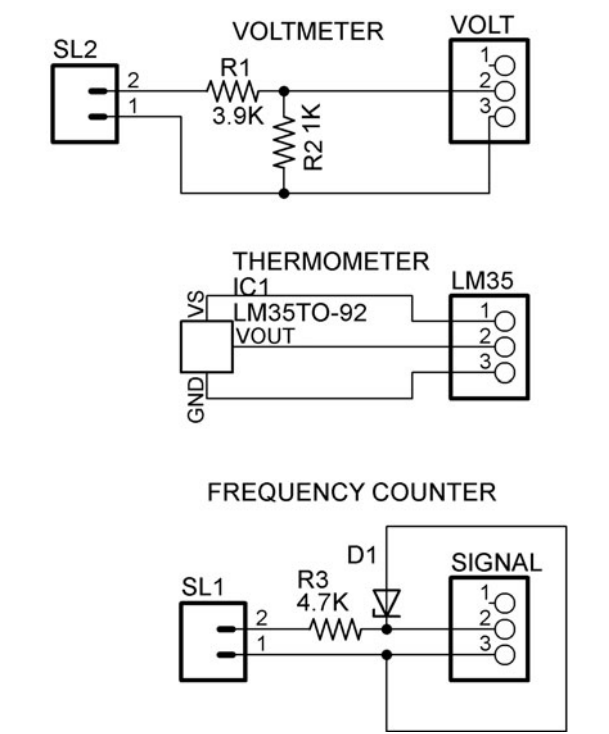 VOLTMETER
VOLT
SL2
2
1
R1
3.9K
R2 1K
1
2
3
THERMOMETER
LM35
IC1
VS
LM35TO-92
VOUT
GND
1
2
3
FREQUENCY COUNTER
D1
SIGNAL
R3
4.7K
SL1
2
1
1
2
3